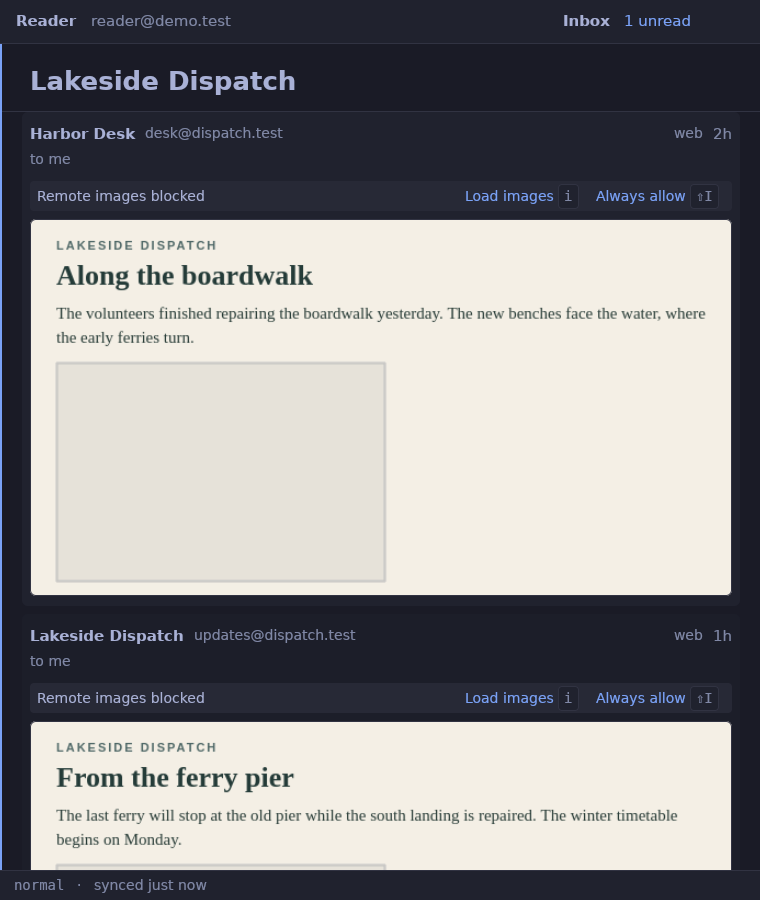 Reader reader@demo.test Inbox 1 unread
Lakeside Dispatch
Harbor Desk desk@dispatch.test web 2h
to me
Remote images blocked Load images i Always allow ⇧I
LAKESIDE DISPATCH
Along the boardwalk
The volunteers finished repairing the boardwalk yesterday. The new benches face the water, where
the early ferries turn.
Lakeside Dispatch updates@dispatch.test web 1h
to me
Remote images blocked Load images i Always allow ⇧I
LAKESIDE DISPATCH
From the ferry pier
The last ferry will stop at the old pier while the south landing is repaired. The winter timetable
begins on Monday.
normal · synced just now